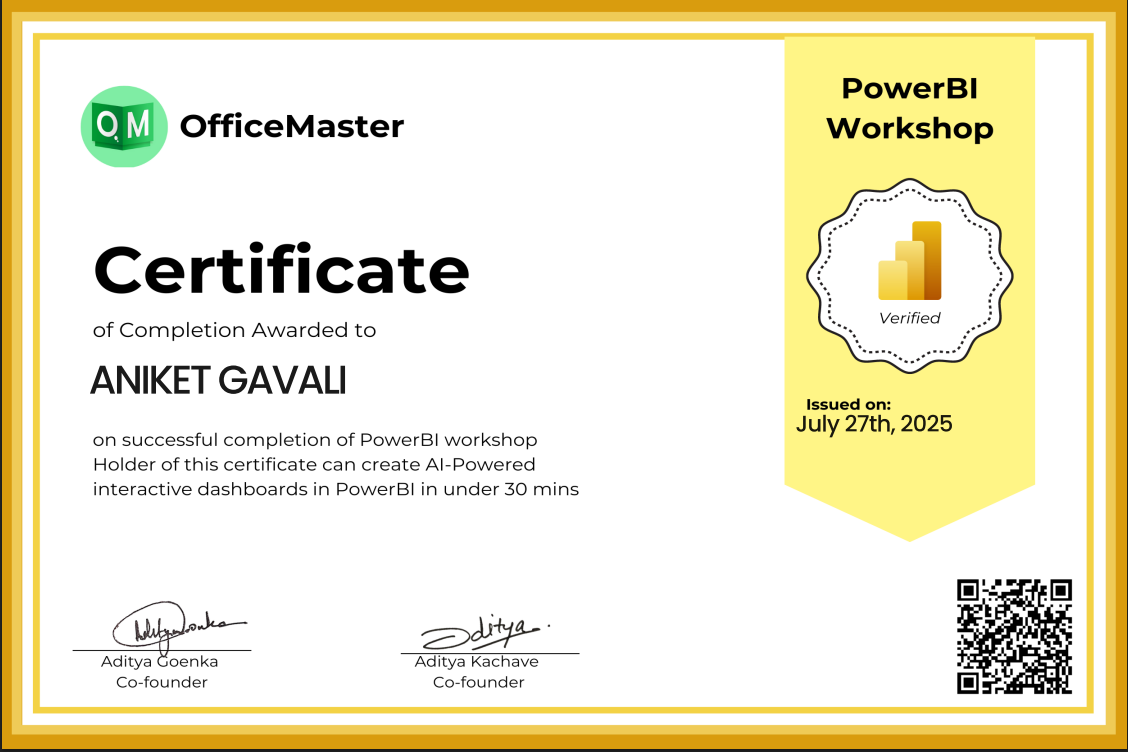 OM OfficeMaster
Certificate
of Completion Awarded to
ANIKET GAVALI
on successful completion of PowerBI workshop
Holder of this certificate can create AI-Powered
interactive dashboards in PowerBI in under 30 mins
Aditya Goenka
Co-founder
Aditya
Aditya Kachave
Co-founder
PowerBI
Workshop
Verified
Issued on:
July 27th, 2025